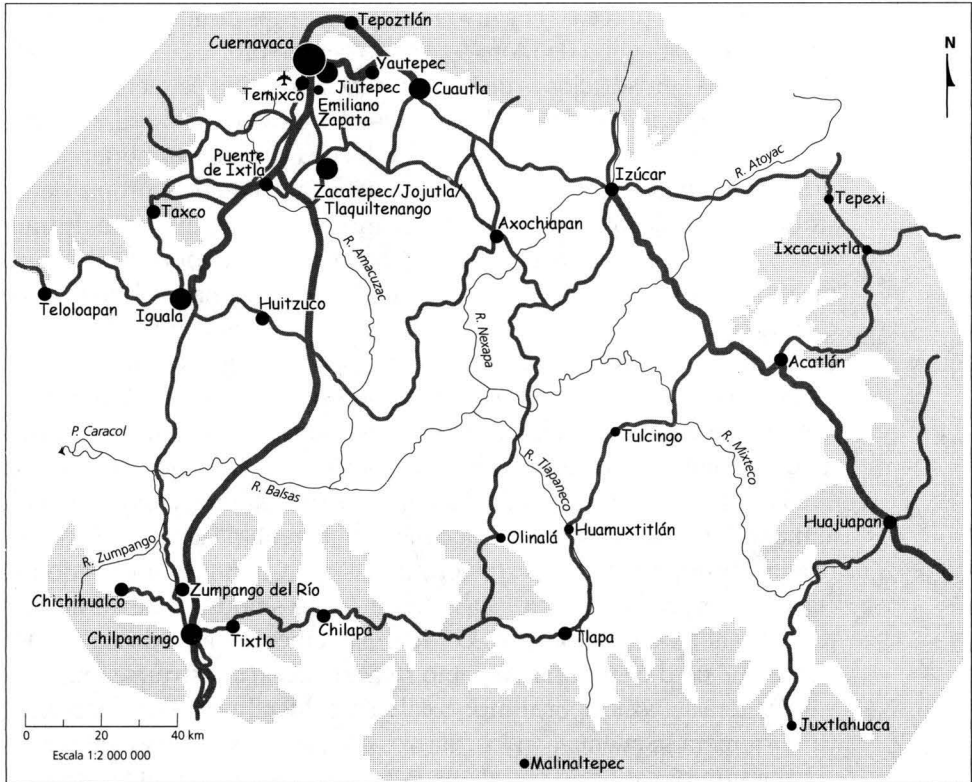 Tepoztlán
N
Cuernavaca
Yautepec
Jiutepec
Cuautla
Temixco
Emiliano
Zapata
Puente
de Ixtla
Izúcar
R. Atoyac
Zacatepec/Jojutla/
Tlaquiltenango
Tepexi
Taxco
Axochiapan
R. Amacuzac
Ixcacuixtla
Teloloapan
Iguala
Huitzuco
R. Nexapa
Acatlán
P. Caracol
Tulcingo
R. Mixteco
R. Tlapaneco
R. Balsas
Huajuapan
Olinalá
Huamuxtitlán
R. Zumpango
Chichihualco
Zumpango del Río
Chilpancingo
Tixtla
Chilapa
Tlapa
0 20 40 km
Escala 1:2 000 000
Juxtlahuaca
Malinaltepec